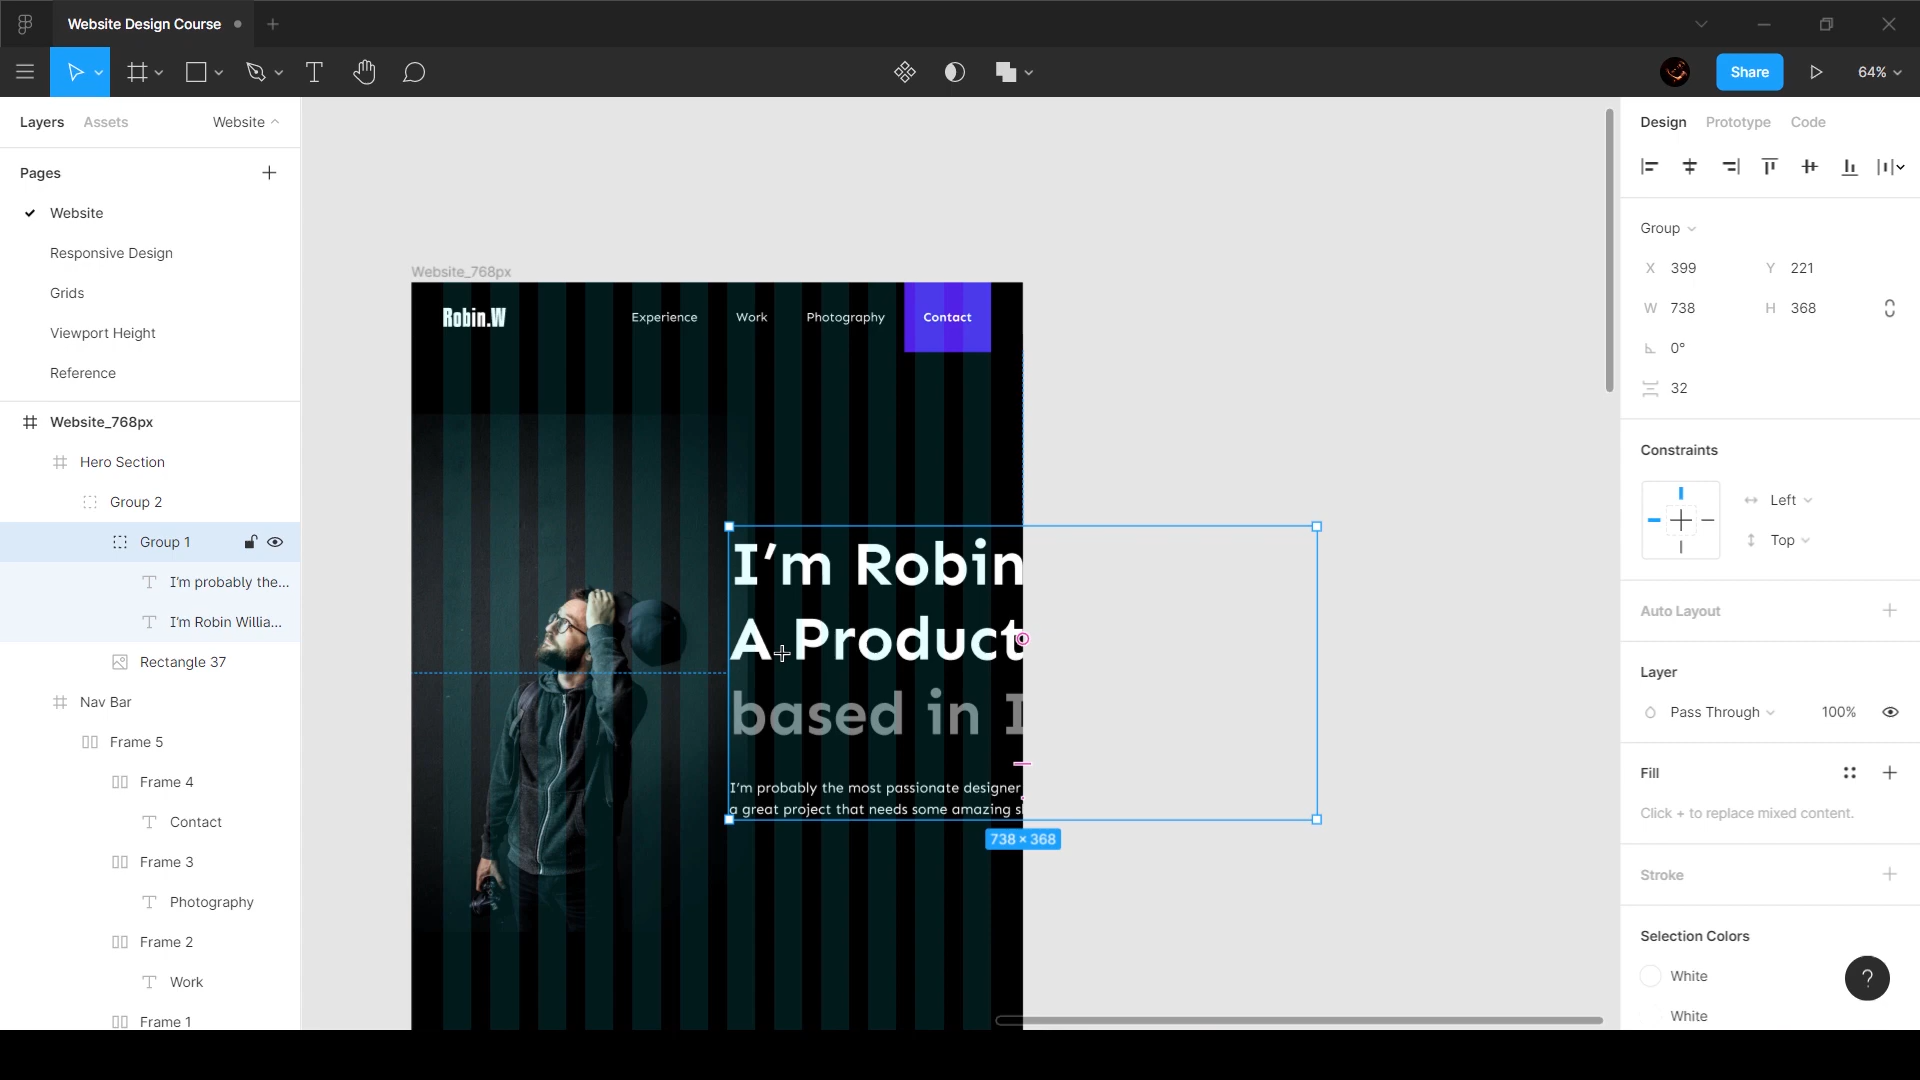 Website Design Course
Share
64%
Layers
Assets
Website
Pages
Website
Responsive Design
Grids
Viewport Height
Reference
Website_768px
Hero Section
Group 2
Group 1
I'm probably the...
I'm Robin Willia...
Rectangle 37
Nav Bar
Frame 5
Frame 4
Contact
Frame 3
Photography
Frame 2
Work
Frame 1
Website_768px
Robin.W
Experience
Work
Photography
Contact
I'm Robin
A Product
based in
I'm probably the most passionate designer
a great project that needs some amazing
738 × 368
Design
Prototype
Code
Group
X 399
Y 221
W 738
H 368
0°
32
Constraints
Left
Top
Auto Layout
Layer
Pass Through
100%
Fill
Click + to replace mixed content.
Stroke
Selection Colors
White
White
?